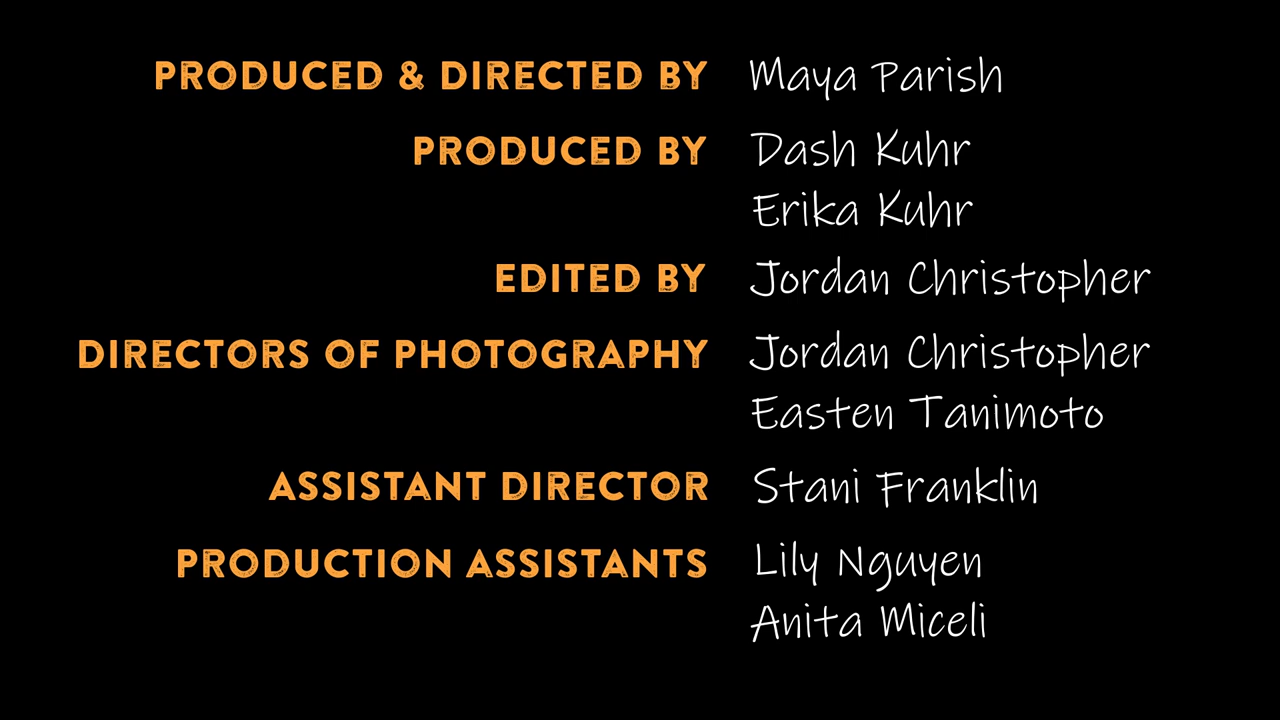 PRODUCED & DIRECTED BY Maya Parish
PRODUCED BY Dash Kuhr
Erika Kuhr
EDITED BY Jordan Christopher
DIRECTORS OF PHOTOGRAPHY Jordan Christopher
Easten Tanimoto
ASSISTANT DIRECTOR Stani Franklin
PRODUCTION ASSISTANTS Lily Nguyen
Anita Miceli